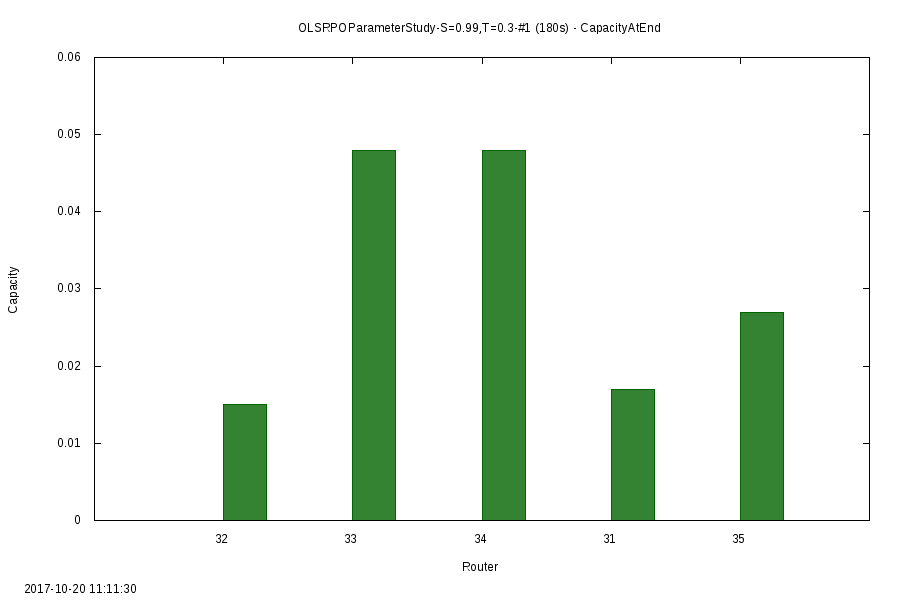 OLSRPOParameterStudy-S=0.99,T=0.3-#1 (180s) - CapacityAtEnd
0.06
0.05
0.04
0.03
0.02
0.01
0
Capacity
32 33 34 31 35
Router
2017-10-20 11:11:30